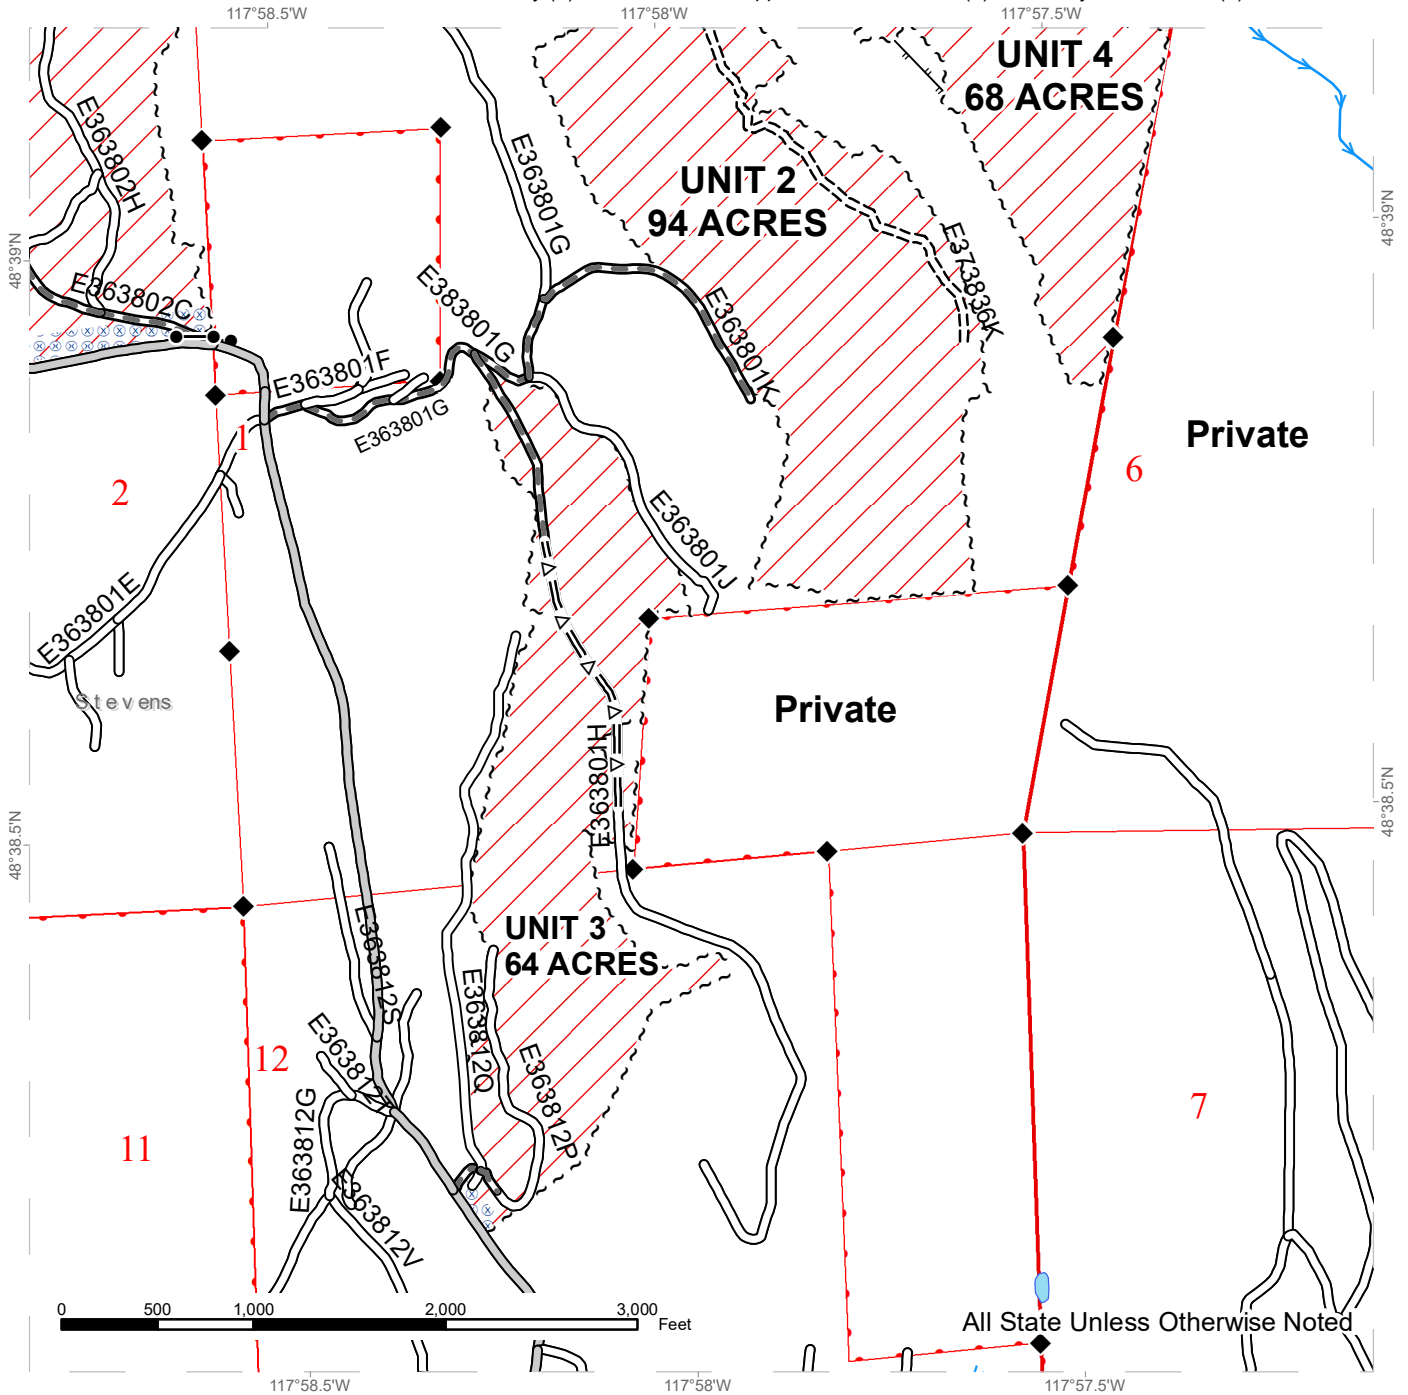 117°58.5'W
117°58'W
117°57.5'W
UNIT 4
68 ACRES
E363802H
E363801G
UNIT 2
94 ACRES
48°39'N
48°39'N
E373836K
E363802C
E383801G
E363801K
E363801F
E363801G
Private
1
6
2
E363801J
E363801E
Stevens
Private
E363801H
48°38.5'N
48°38.5'N
UNIT 3
64 ACRES
E363812S
E363812Q
12
E363812P
E363812G
11
7
E363812V
0 500 1,000 2,000 3,000
Feet
All State Unless Otherwise Noted
117°58.5'W
117°58'W
117°57.5'W